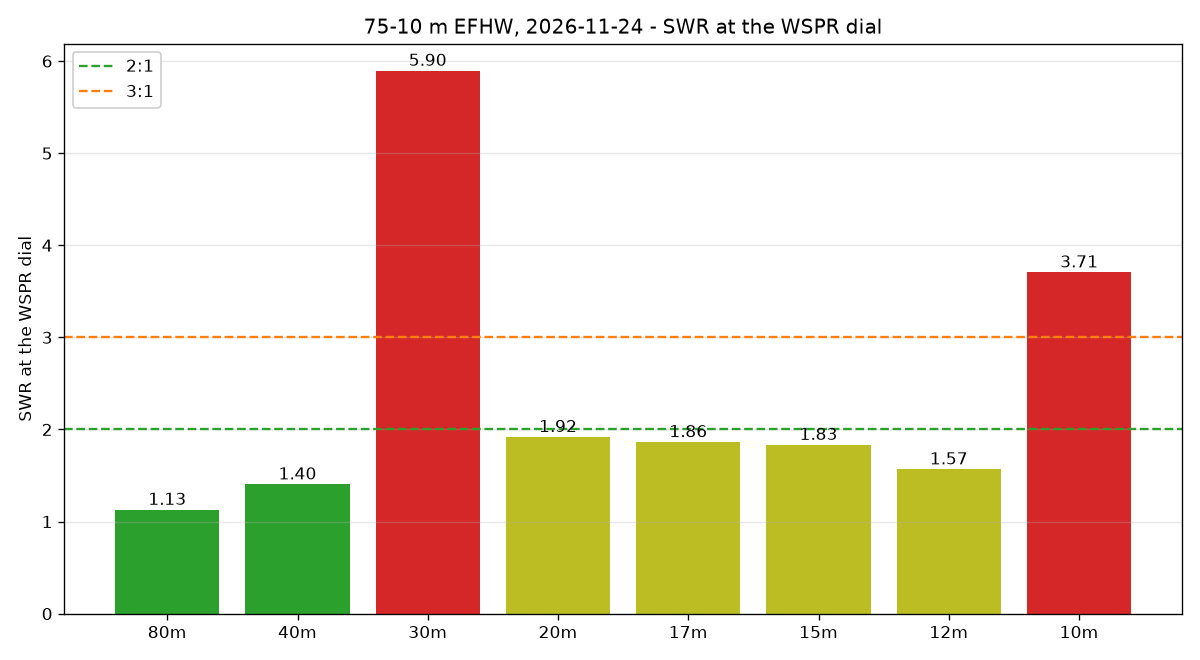 75-10 m EFHW, 2026-11-24 - SWR at the WSPR dial
2:1
3:1
SWR at the WSPR dial
6
5
4
3
2
1
0
1.13
1.40
5.90
1.92
1.86
1.83
1.57
3.71
80m
40m
30m
20m
17m
15m
12m
10m